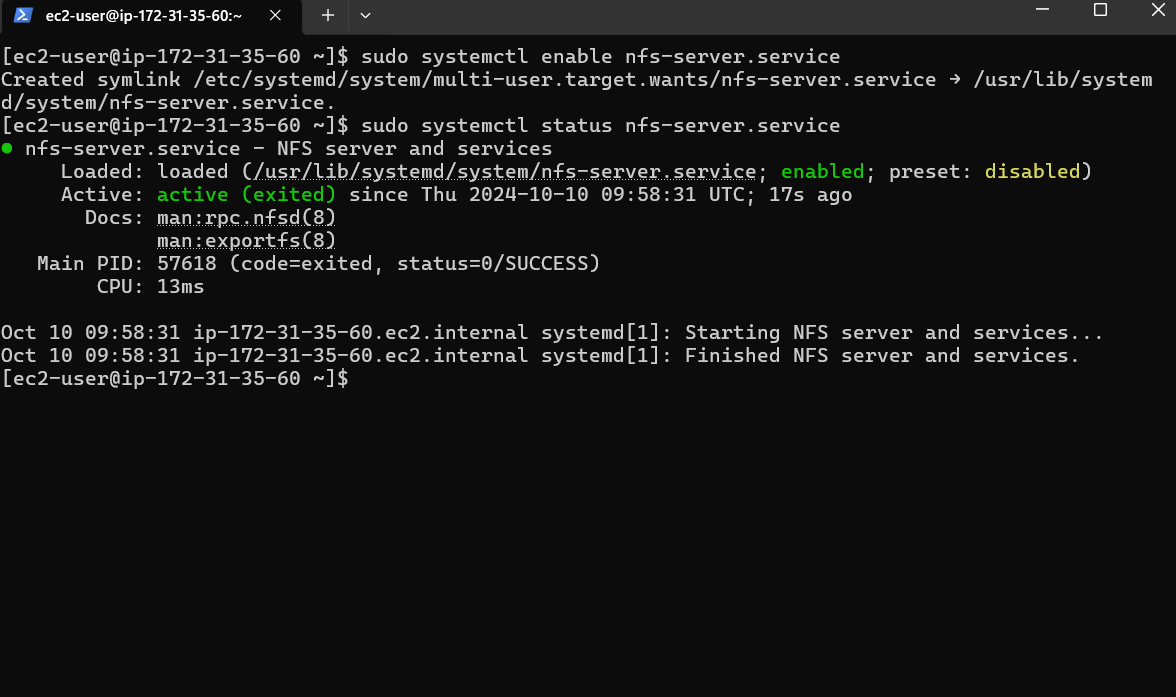 ec2-user@ip-172-31-35-60:~
[ec2-user@ip-172-31-35-60 ~]$ sudo systemctl enable nfs-server.service
Created symlink /etc/systemd/system/multi-user.target.wants/nfs-server.service → /usr/lib/system
d/system/nfs-server.service.
[ec2-user@ip-172-31-35-60 ~]$ sudo systemctl status nfs-server.service
● nfs-server.service - NFS server and services
     Loaded: loaded (/usr/lib/systemd/system/nfs-server.service; enabled; preset: disabled)
     Active: active (exited) since Thu 2024-10-10 09:58:31 UTC; 17s ago
       Docs: man:rpc.nfsd(8)
             man:exportfs(8)
   Main PID: 57618 (code=exited, status=0/SUCCESS)
        CPU: 13ms

Oct 10 09:58:31 ip-172-31-35-60.ec2.internal systemd[1]: Starting NFS server and services...
Oct 10 09:58:31 ip-172-31-35-60.ec2.internal systemd[1]: Finished NFS server and services.
[ec2-user@ip-172-31-35-60 ~]$